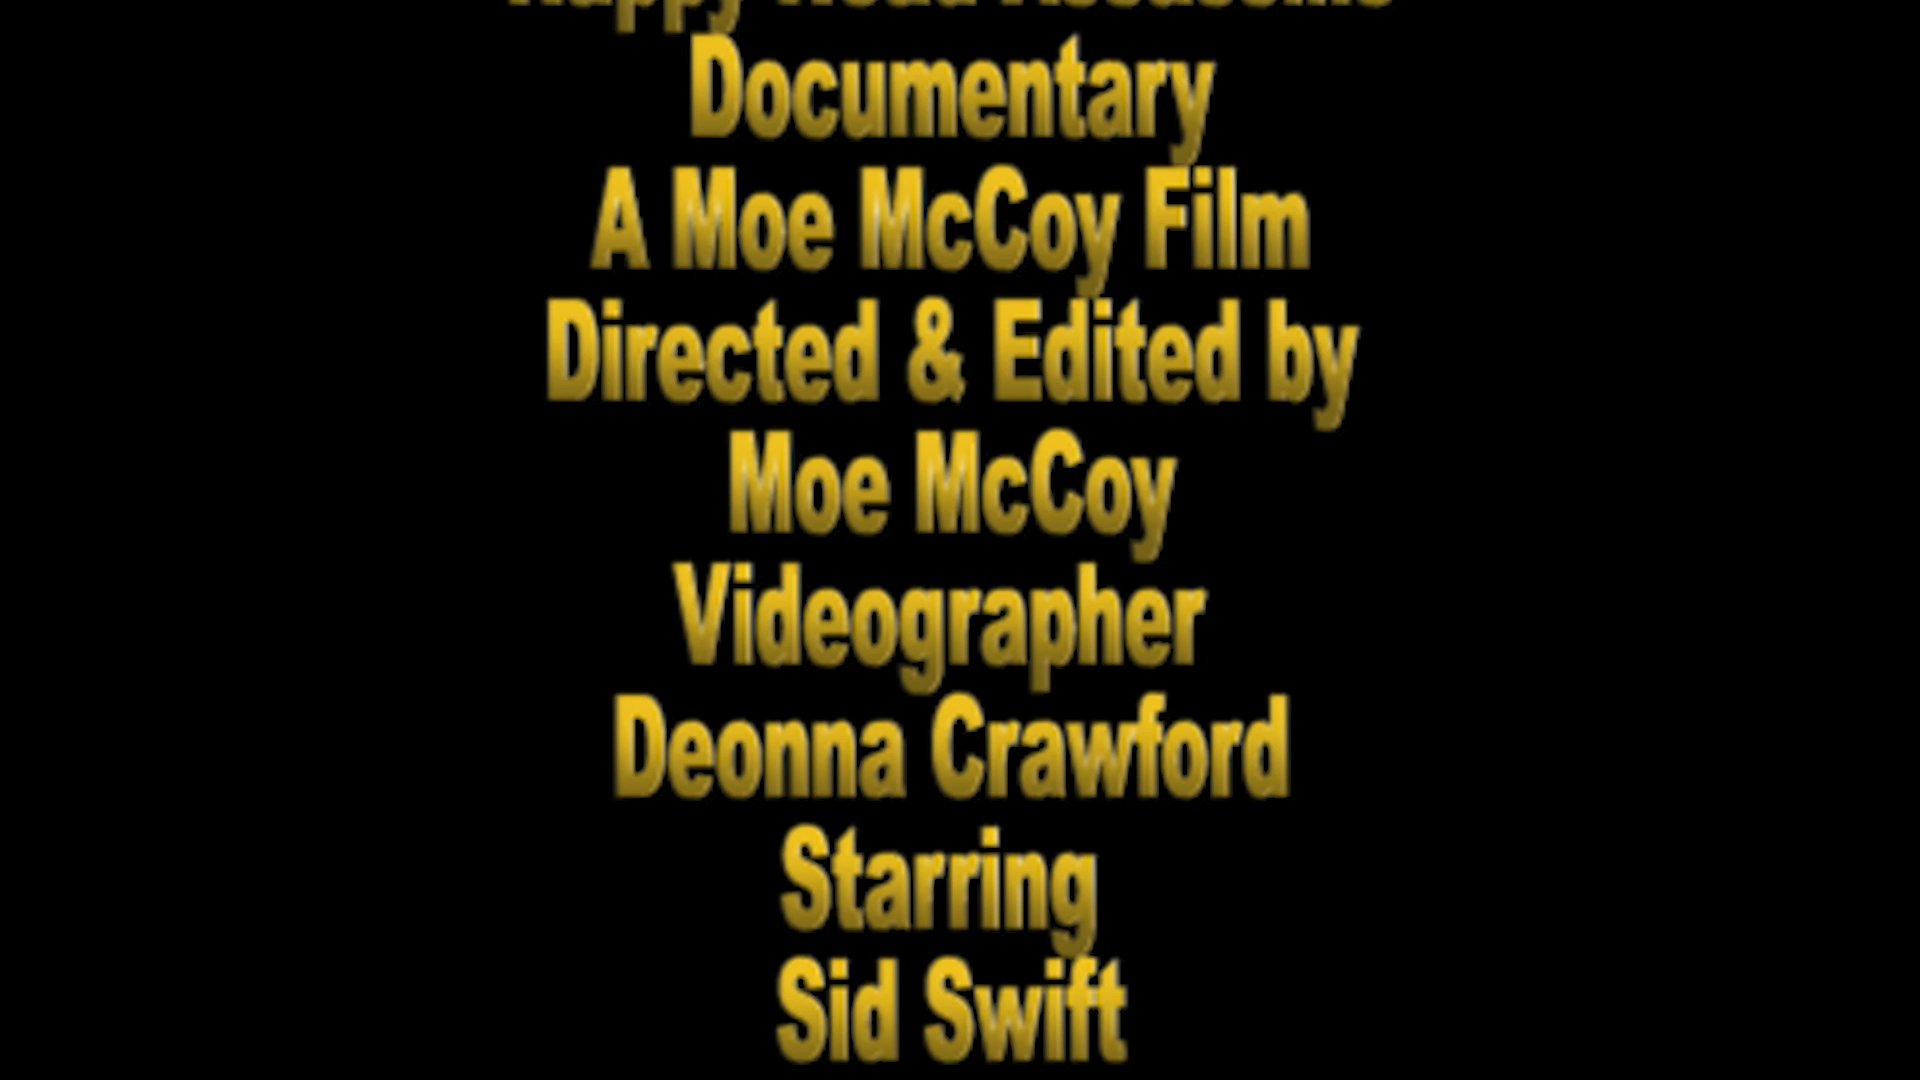 Documentary
A Moe McCoy Film
Directed & Edited by
Moe McCoy
Videographer
Deonna Crawford
Starring
Sid Swift